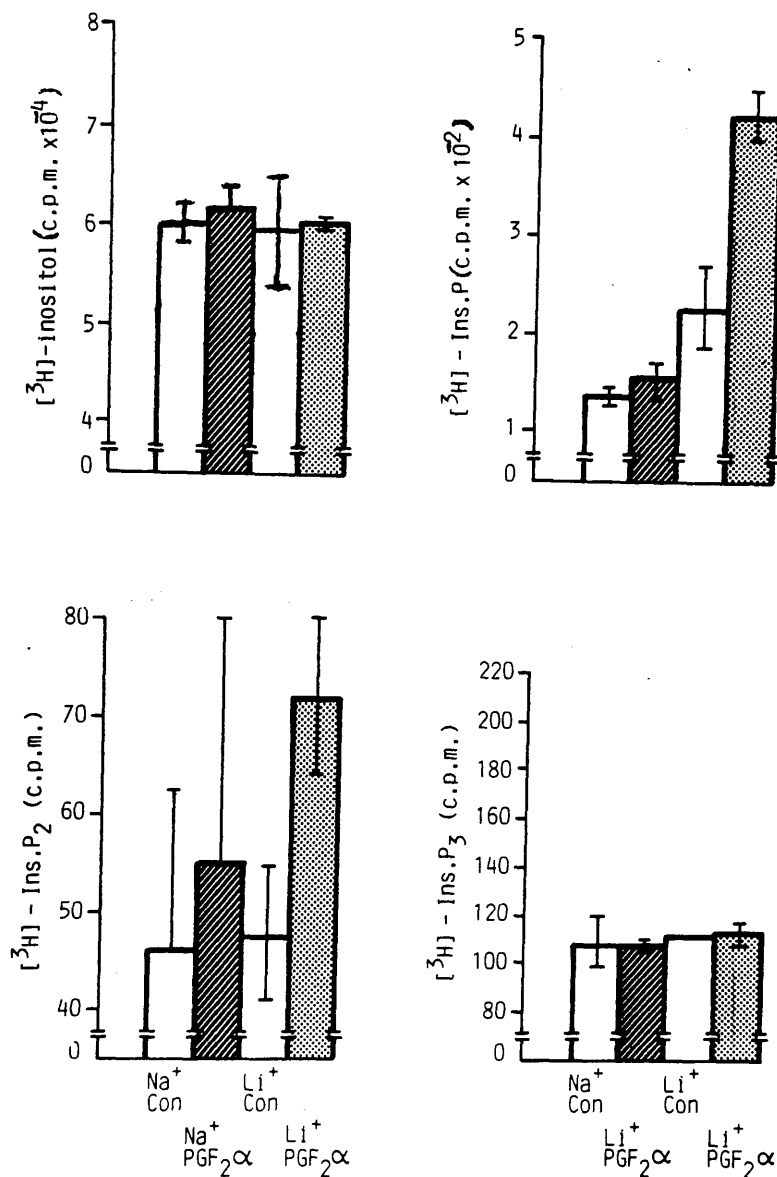 [³H]-inositol(c.p.m. x10⁻⁴)
8
7
6
5
4
0
[³H] - Ins.P(c.p.m. x 10⁻²)
5
4
3
2
1
0
[³H] - Ins.P₂ (c.p.m.)
80
70
60
50
40
0
Na⁺ Con
Na⁺ PGF₂α
Li⁺ Con
Li⁺ PGF₂α
[³H] - Ins.P₃ (c.p.m.)
220
200
180
160
140
110
100
80
0
Na⁺ Con
Li⁺ PGF₂α
Li⁺ Con
Li⁺ PGF₂α